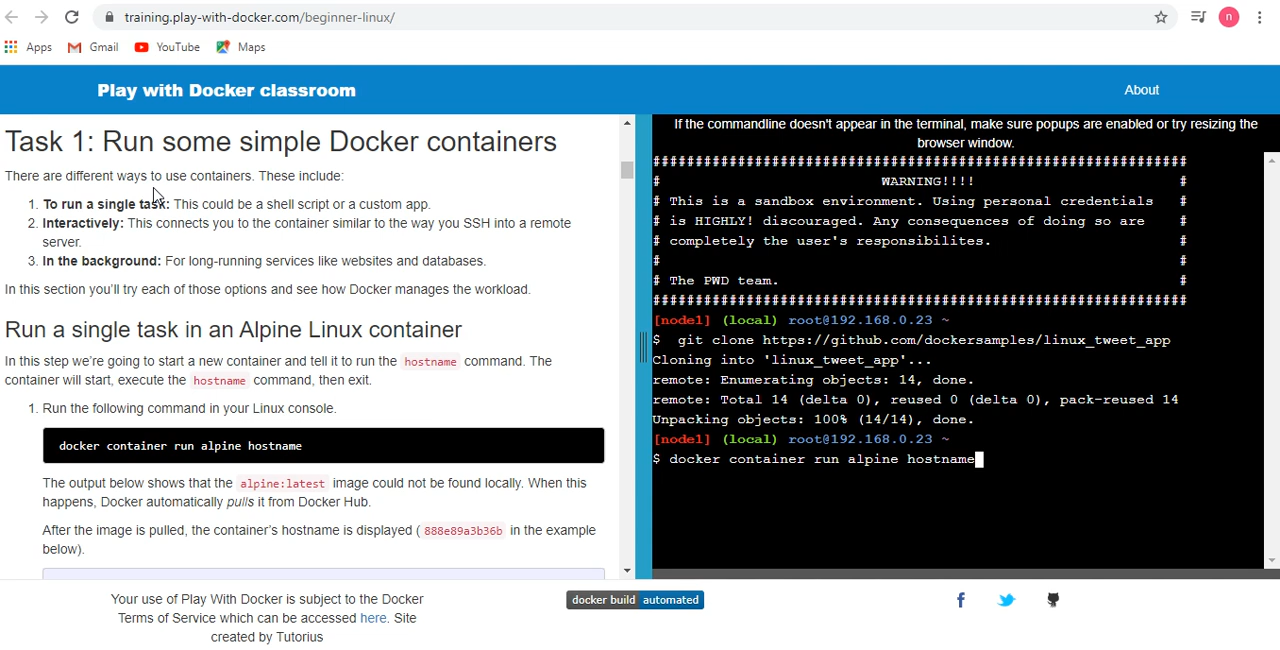 training.play-with-docker.com/beginner-linux/
n
Apps Gmail YouTube Maps
Play with Docker classroom
About
Task 1: Run some simple Docker containers
There are different ways to use containers. These include:
1. To run a single task: This could be a shell script or a custom app.
2. Interactively: This connects you to the container similar to the way you SSH into a remote
server.
3. In the background: For long-running services like websites and databases.
In this section you'll try each of those options and see how Docker manages the workload.
Run a single task in an Alpine Linux container
In this step we're going to start a new container and tell it to run the hostname command. The
container will start, execute the hostname command, then exit.
1. Run the following command in your Linux console.
docker container run alpine hostname
The output below shows that the alpine:latest image could not be found locally. When this
happens, Docker automatically pulls it from Docker Hub.
After the image is pulled, the container's hostname is displayed ( 888e89a3b36b in the example
below).
If the commandline doesn't appear in the terminal, make sure popups are enabled or try resizing the
browser window.
###############################################################
# WARNING!!!! #
# This is a sandbox environment. Using personal credentials #
# is HIGHLY! discouraged. Any consequences of doing so are #
# completely the user's responsibilites. #
# #
# The PWD team. #
###############################################################
[node1] (local) root@192.168.0.23 ~
$ git clone https://github.com/dockersamples/linux_tweet_app
Cloning into 'linux_tweet_app'...
remote: Enumerating objects: 14, done.
remote: Total 14 (delta 0), reused 0 (delta 0), pack-reused 14
Unpacking objects: 100% (14/14), done.
[node1] (local) root@192.168.0.23 ~
$ docker container run alpine hostname
Your use of Play With Docker is subject to the Docker
Terms of Service which can be accessed here. Site
created by Tutorius
docker build automated